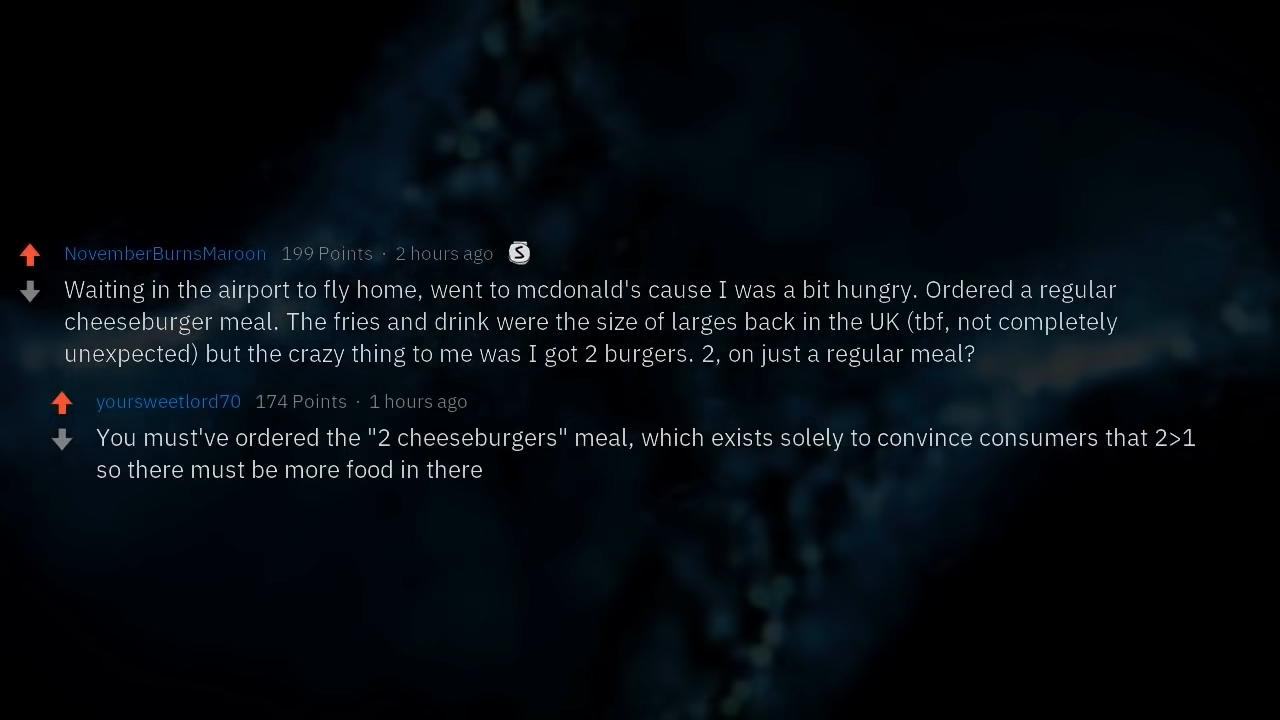 NovemberBurnsMaroon 199 Points · 2 hours ago S
Waiting in the airport to fly home, went to mcdonald's cause I was a bit hungry. Ordered a regular
cheeseburger meal. The fries and drink were the size of larges back in the UK (tbf, not completely
unexpected) but the crazy thing to me was I got 2 burgers. 2, on just a regular meal?
yoursweetlord70 174 Points · 1 hours ago
You must've ordered the "2 cheeseburgers" meal, which exists solely to convince consumers that 2>1
so there must be more food in there